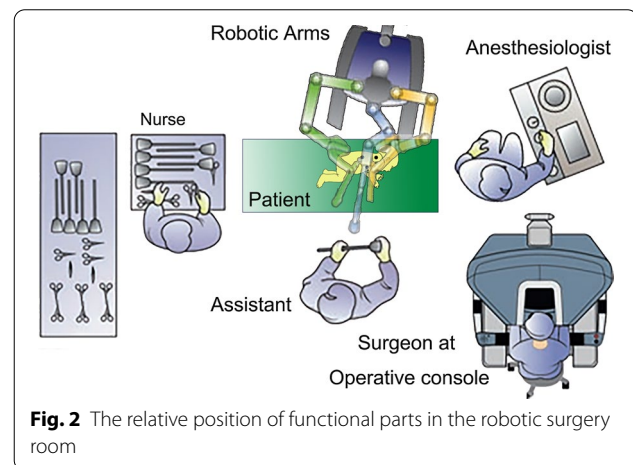 Robotic Arms
Anesthesiologist
Nurse
Patient
Assistant
Surgeon at
Operative console
Fig. 2 The relative position of functional parts in the robotic surgery
room